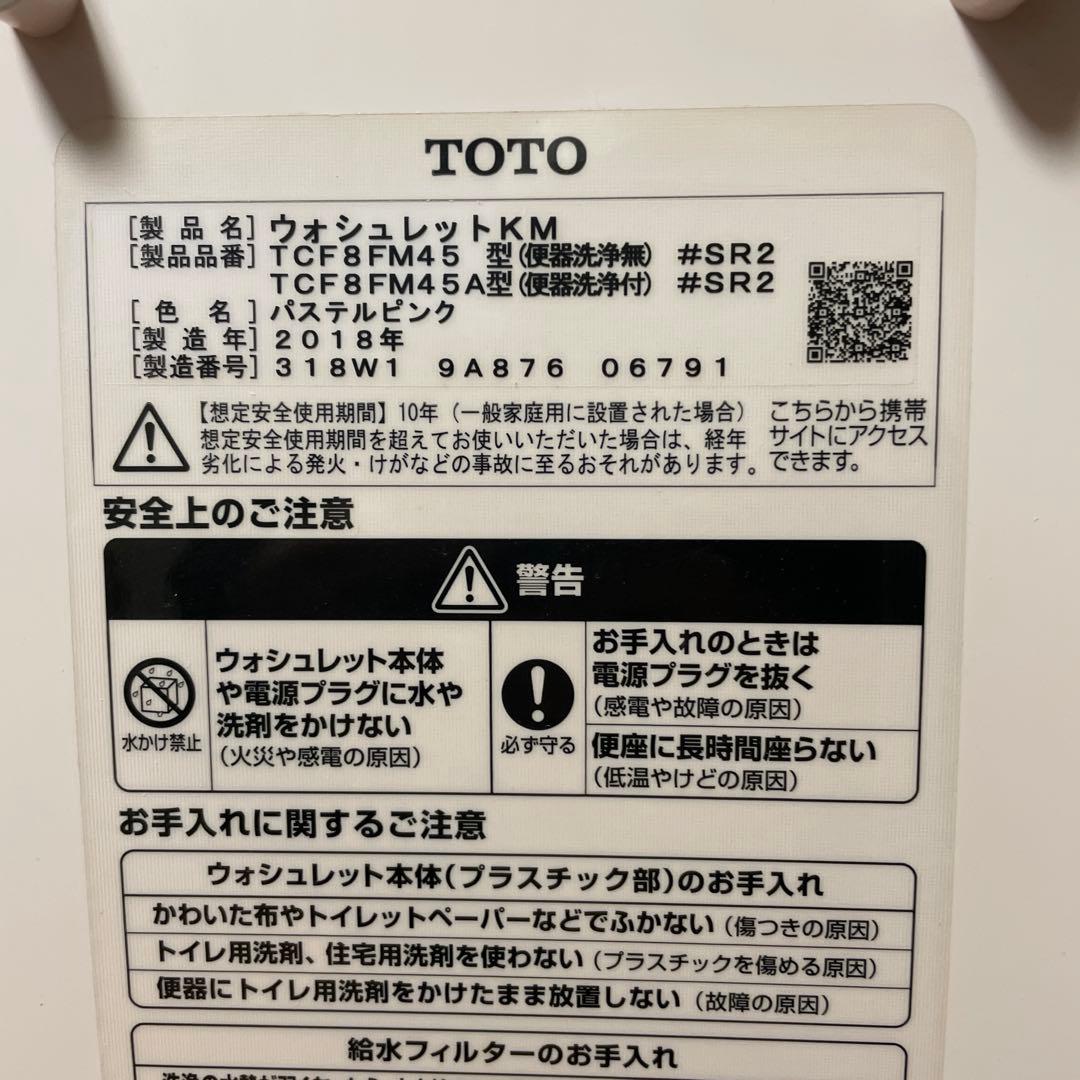 TOTO
[製品名] ウォシュレットKM
[製品品番] TCF8FM45 型(便器洗浄無) #SR2
TCF8FM45A型(便器洗浄付) #SR2
[色名] パステルピンク
[製造年] 2018年
[製造番号] 318W1 9A876 06791
【想定安全使用期間】10年(一般家庭用に設置された場合)
想定安全使用期間を超えてお使いいただいた場合は、経年
劣化による発火・けがなどの事故に至るおそれがあります。
こちらから携帯
サイトにアクセス
できます。
安全上のご注意
警告
水かけ禁止
ウォシュレット本体
や電源プラグに水や
洗剤をかけない
(火災や感電の原因)
必ず守る
お手入れのときは
電源プラグを抜く
(感電や故障の原因)
便座に長時間座らない
(低温やけどの原因)
お手入れに関するご注意
ウォシュレット本体(プラスチック部)のお手入れ
かわいた布やトイレットペーパーなどでふかない(傷つきの原因)
トイレ用洗剤、住宅用洗剤を使わない(プラスチックを傷める原因)
便器にトイレ用洗剤をかけたまま放置しない(故障の原因)
給水フィルターのお手入れ